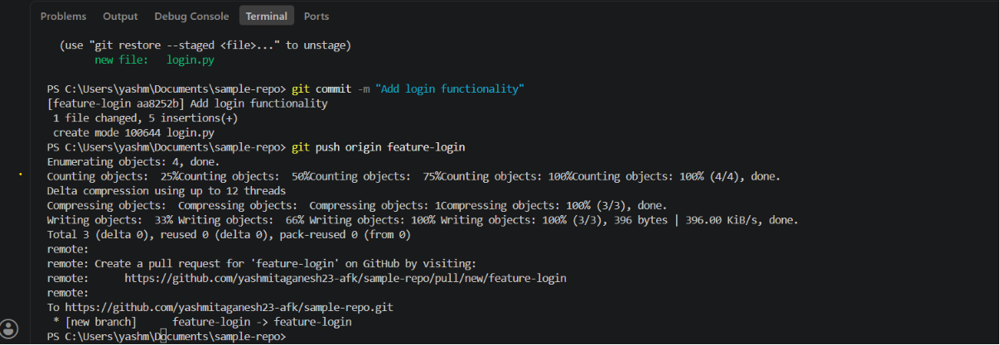 Problems Output Debug Console Terminal Ports
(use "git restore --staged <file>..." to unstage)
new file: login.py
PS C:\Users\yashm\Documents\sample-repo> git commit -m "Add login functionality"
[feature-login aa8252b] Add login functionality
1 file changed, 5 insertions(+)
create mode 100644 login.py
PS C:\Users\yashm\Documents\sample-repo> git push origin feature-login
Enumerating objects: 4, done.
Counting objects:  25%Counting objects:  50%Counting objects:  75%Counting objects: 100%Counting objects: 100% (4/4), done.
Delta compression using up to 12 threads
Compressing objects:  Compressing objects:  Compressing objects: 1Compressing objects: 100% (3/3), done.
Writing objects:  33% Writing objects:  66% Writing objects: 100% Writing objects: 100% (3/3), 396 bytes | 396.00 KiB/s, done.
Total 3 (delta 0), reused 0 (delta 0), pack-reused 0 (from 0)
remote:
remote: Create a pull request for 'feature-login' on GitHub by visiting:
remote:      https://github.com/yashmitaganesh23-afk/sample-repo/pull/new/feature-login
remote:
To https://github.com/yashmitaganesh23-afk/sample-repo.git
* [new branch]      feature-login -> feature-login
PS C:\Users\yashm\Documents\sample-repo>